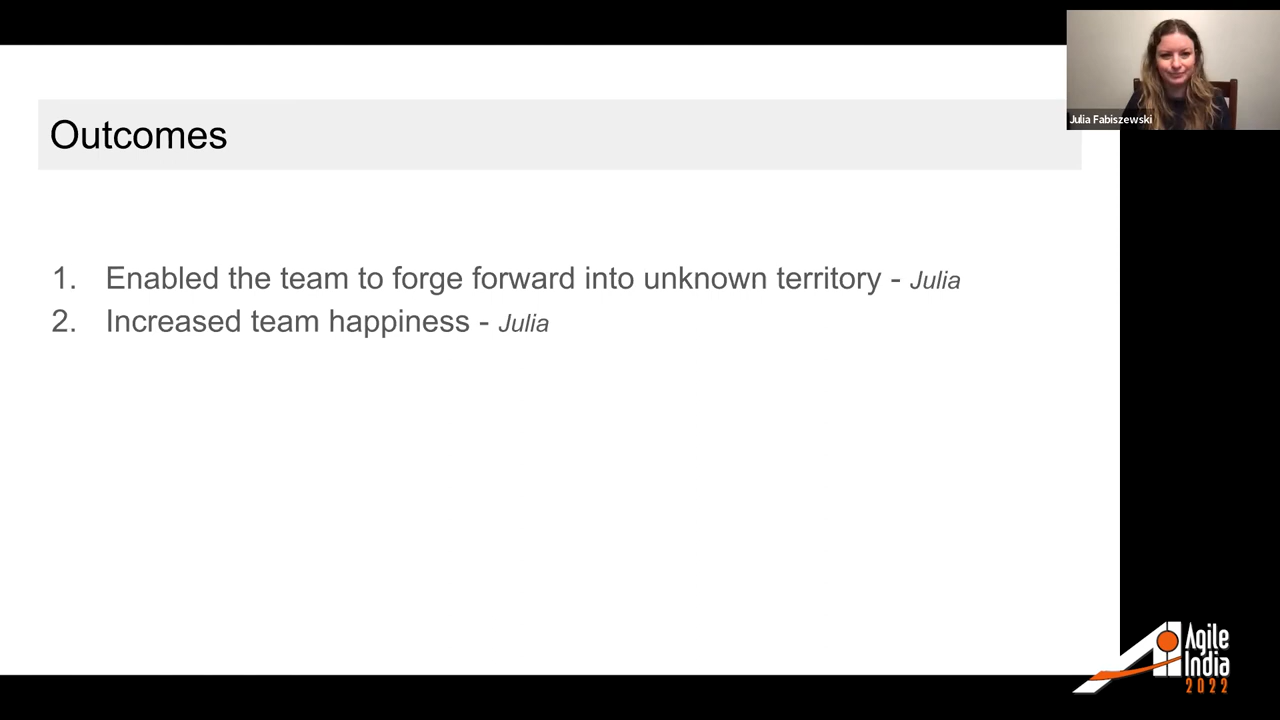 Julia Fabiszewski
Outcomes
1. Enabled the team to forge forward into unknown territory - Julia
2. Increased team happiness - Julia
Agile
India
2022